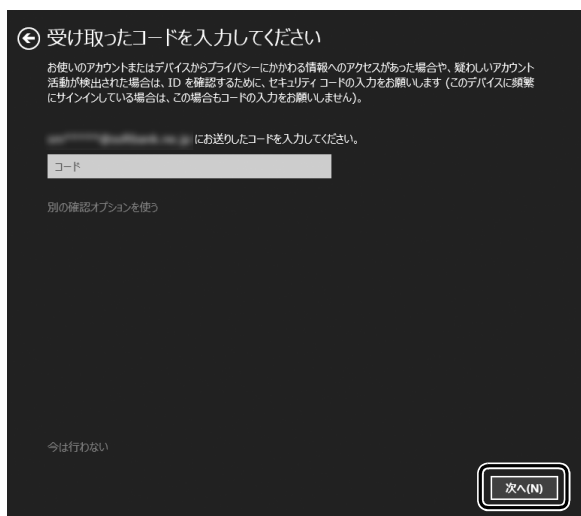 受け取ったコードを入力してください
お使いのアカウントまたはデバイスからプライバシーにかかわる情報へのアクセスがあった場合や、疑わしいアカウント
活動が検出された場合は、ID を確認するために、セキュリティ コードの入力をお願いします (このデバイスに頻繁
にサインインしている場合は、この場合もコードの入力をお願いしません)。
にお送りしたコードを入力してください。
コード
別の確認オプションを使う
今は行わない
次へ(N)